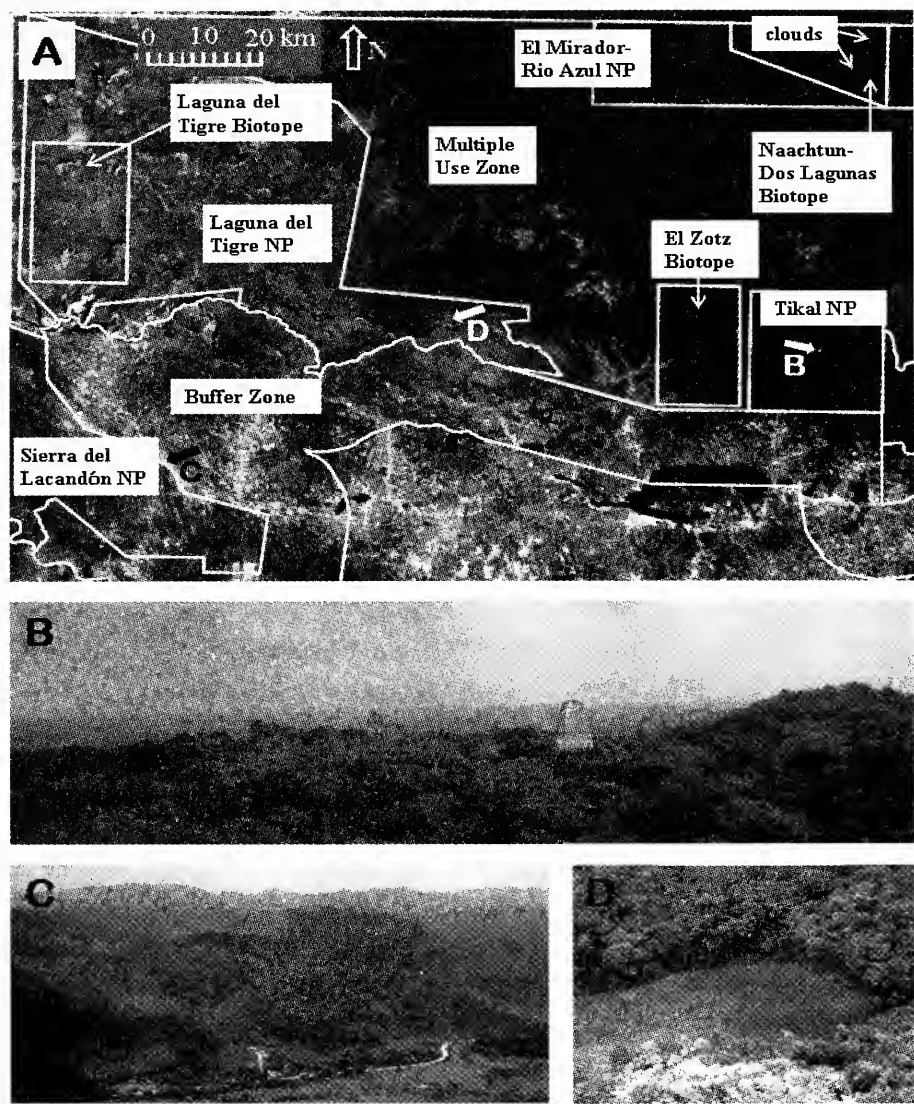 A
0 10 20 km
N
El Mirador-
Rio Azul NP
clouds
Laguna del
Tigre Biotope
Multiple
Use Zone
Naachtun-
Dos Lagunas
Biotope
Laguna del
Tigre NP
El Zotz
Biotope
Tikal NP
D
B
Buffer Zone
Sierra del
Lacandón NP
C
B
C
D